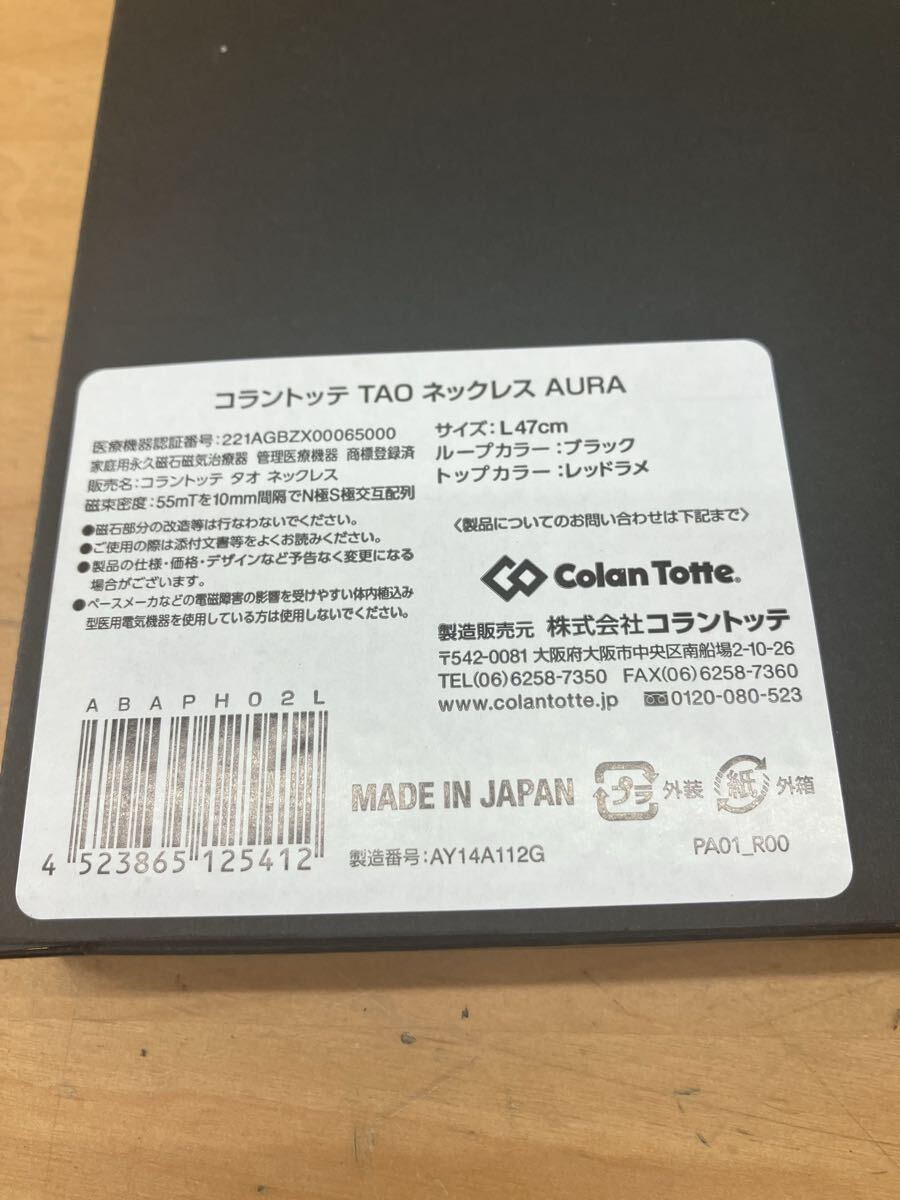 コラントッテ TAO ネックレス AURA
医療機器認証番号:221AGBZX00065000
家庭用永久磁石磁気治療器 管理医療機器 商標登録済
販売名:コラントッテ タオ ネックレス
磁束密度:55mTを10mm間隔でN極S極交互配列
●磁石部分の改造等は行なわないでください。
●ご使用の際は添付文書等をよくお読みください。
●製品の仕様・価格・デザインなど予告なく変更になる
場合がございます。
●ペースメーカなどの電磁障害の影響を受けやすい体内植込み
型医用電気機器を使用している方は使用しないでください。
サイズ:L47cm
ループカラー:ブラック
トップカラー:レッドラメ
〈製品についてのお問い合わせは下記まで〉
Colan Totte.
製造販売元 株式会社コラントッテ
〒542-0081 大阪府大阪市中央区南船場2-10-26
TEL(06)6258-7350 FAX(06)6258-7360
www.colantotte.jp 0120-080-523
ABAPH02L
4 523865 125412
MADE IN JAPAN
プラ 外装
紙 外箱
製造番号:AY14A112G
PA01_R00